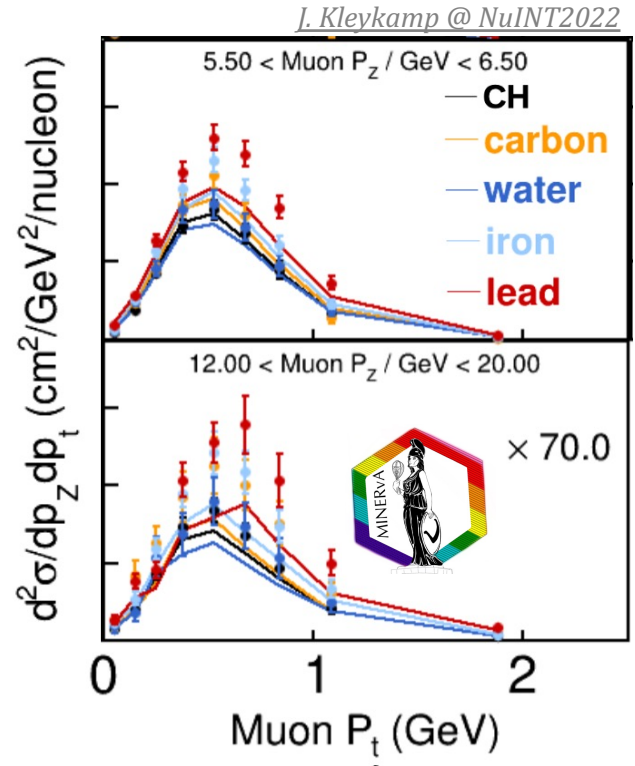 J. Kleykamp @ NuINT2022
5.50 < Muon P_z / GeV < 6.50
CH
carbon
water
iron
lead
12.00 < Muon P_z / GeV < 20.00
× 70.0
MINERνA
d²σ/dp_Z dp_t (cm²/GeV²/nucleon)
0
1
2
Muon P_t (GeV)